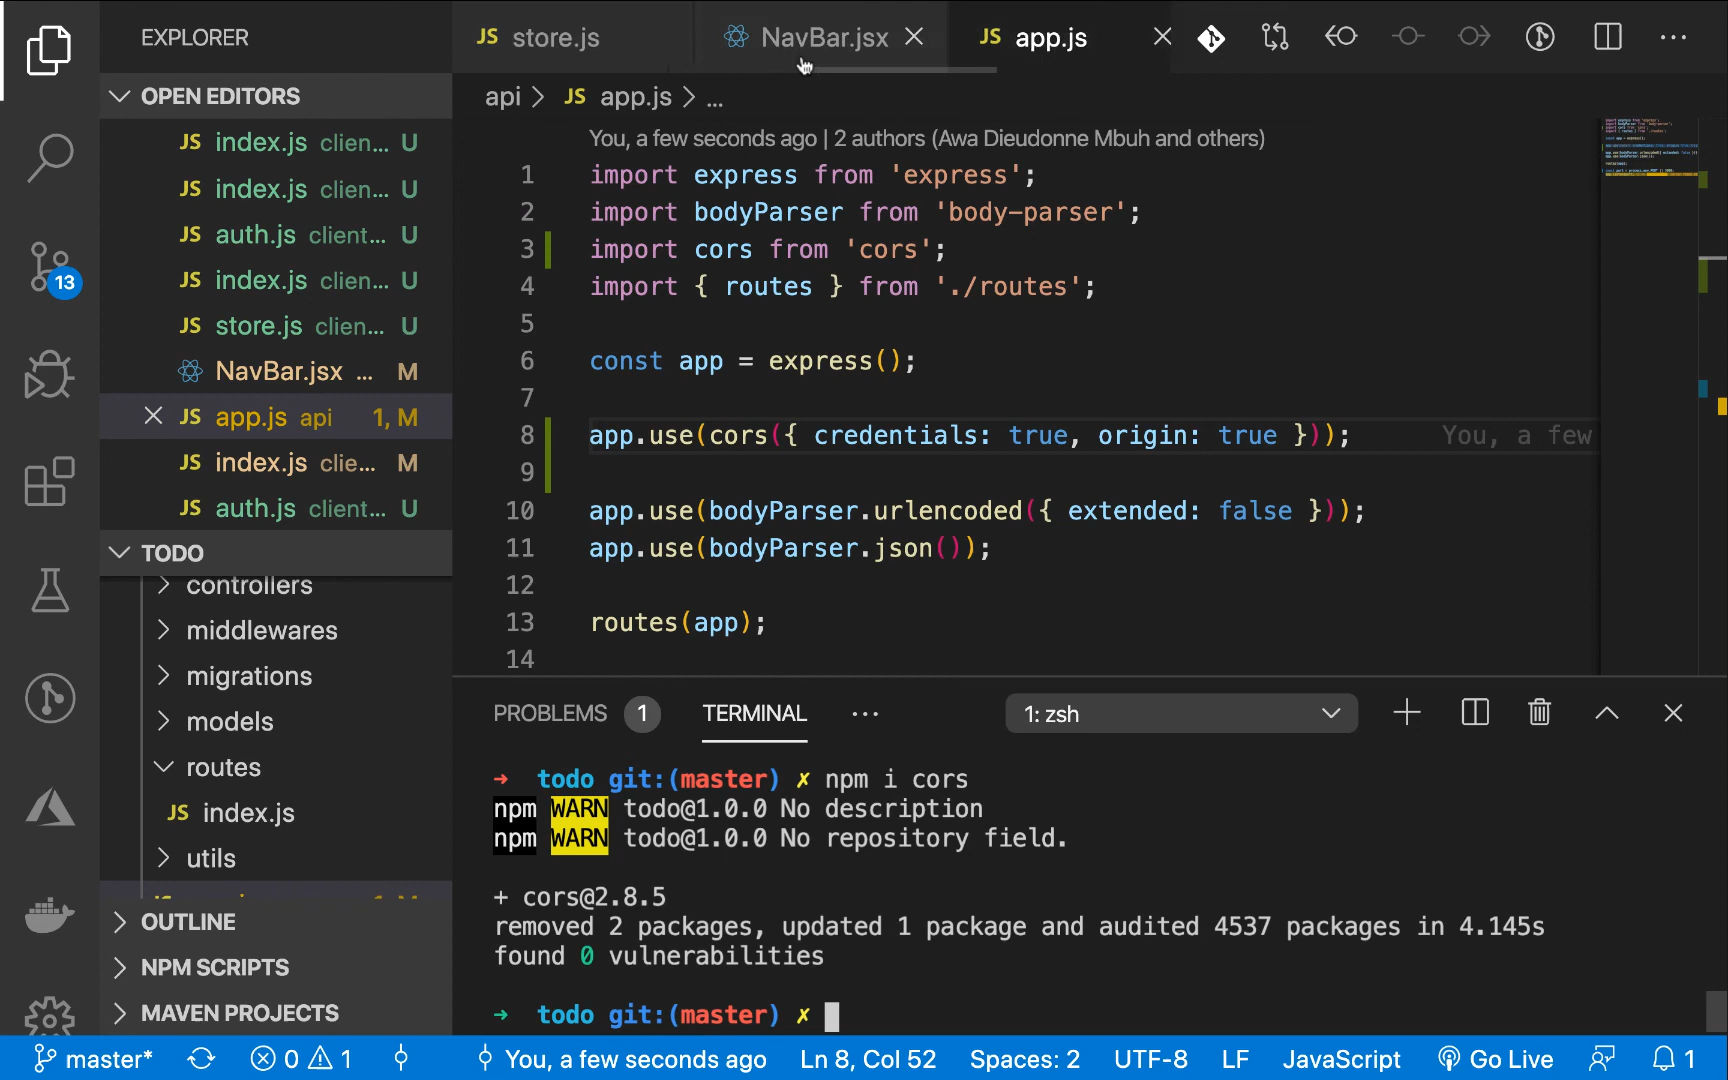 EXPLORER
JS store.js
NavBar.jsx
JS app.js
OPEN EDITORS
JS index.js clien... U
JS index.js clien... U
JS auth.js client... U
JS index.js clien... U
JS store.js clien... U
NavBar.jsx ... M
JS app.js api 1, M
JS index.js clie... M
JS auth.js client... U
TODO
controllers
middlewares
migrations
models
routes
JS index.js
utils
OUTLINE
NPM SCRIPTS
MAVEN PROJECTS
13
api > JS app.js > ...
You, a few seconds ago | 2 authors (Awa Dieudonne Mbuh and others)
1 import express from 'express';
2 import bodyParser from 'body-parser';
3 import cors from 'cors';
4 import { routes } from './routes';
5
6 const app = express();
7
8 app.use(cors({ credentials: true, origin: true })); You, a few
9
10 app.use(bodyParser.urlencoded({ extended: false }));
11 app.use(bodyParser.json());
12
13 routes(app);
14
PROBLEMS 1 TERMINAL ... 1: zsh
→ todo git:(master) ✗ npm i cors
npm WARN todo@1.0.0 No description
npm WARN todo@1.0.0 No repository field.
+ cors@2.8.5
removed 2 packages, updated 1 package and audited 4537 packages in 4.145s
found 0 vulnerabilities
→ todo git:(master) ✗
master* 0 1 You, a few seconds ago Ln 8, Col 52 Spaces: 2 UTF-8 LF JavaScript Go Live 1